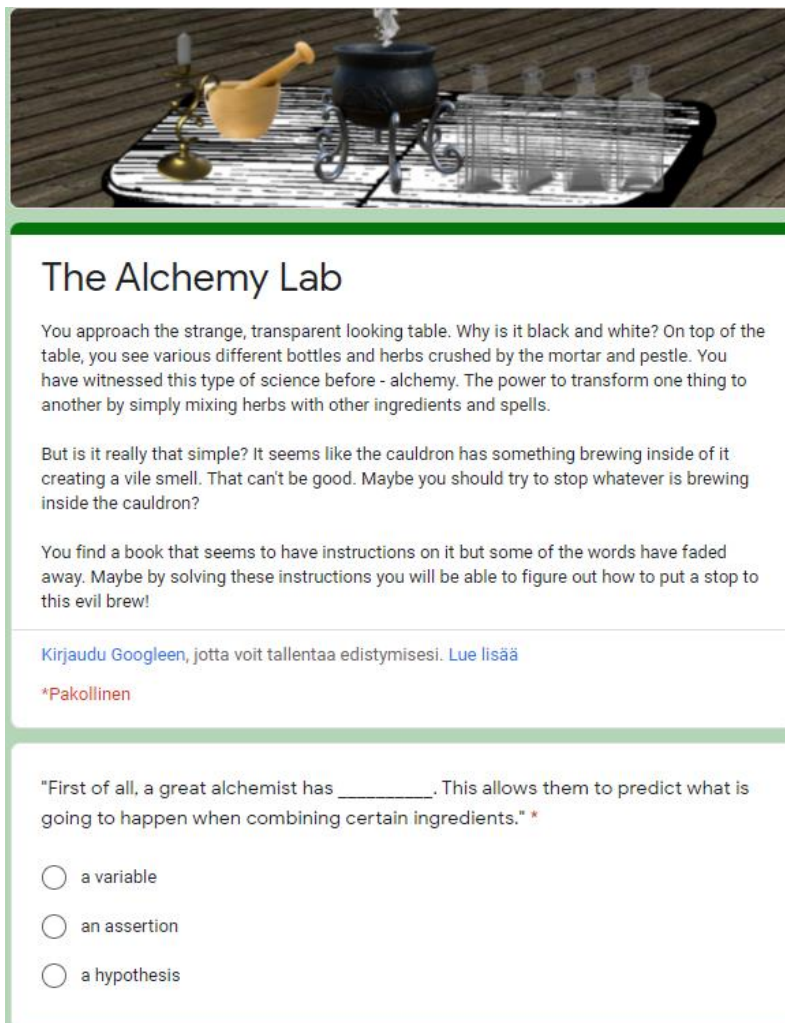 The Alchemy Lab
You approach the strange, transparent looking table. Why is it black and white? On top of the
table, you see various different bottles and herbs crushed by the mortar and pestle. You
have witnessed this type of science before - alchemy. The power to transform one thing to
another by simply mixing herbs with other ingredients and spells.
But is it really that simple? It seems like the cauldron has something brewing inside of it
creating a vile smell. That can't be good. Maybe you should try to stop whatever is brewing
inside the cauldron?
You find a book that seems to have instructions on it but some of the words have faded
away. Maybe by solving these instructions you will be able to figure out how to put a stop to
this evil brew!
Kirjaudu Googleen, jotta voit tallentaa edistymisesi. Lue lisää
*Pakollinen
"First of all, a great alchemist has __________. This allows them to predict what is
going to happen when combining certain ingredients." *
a variable
an assertion
a hypothesis